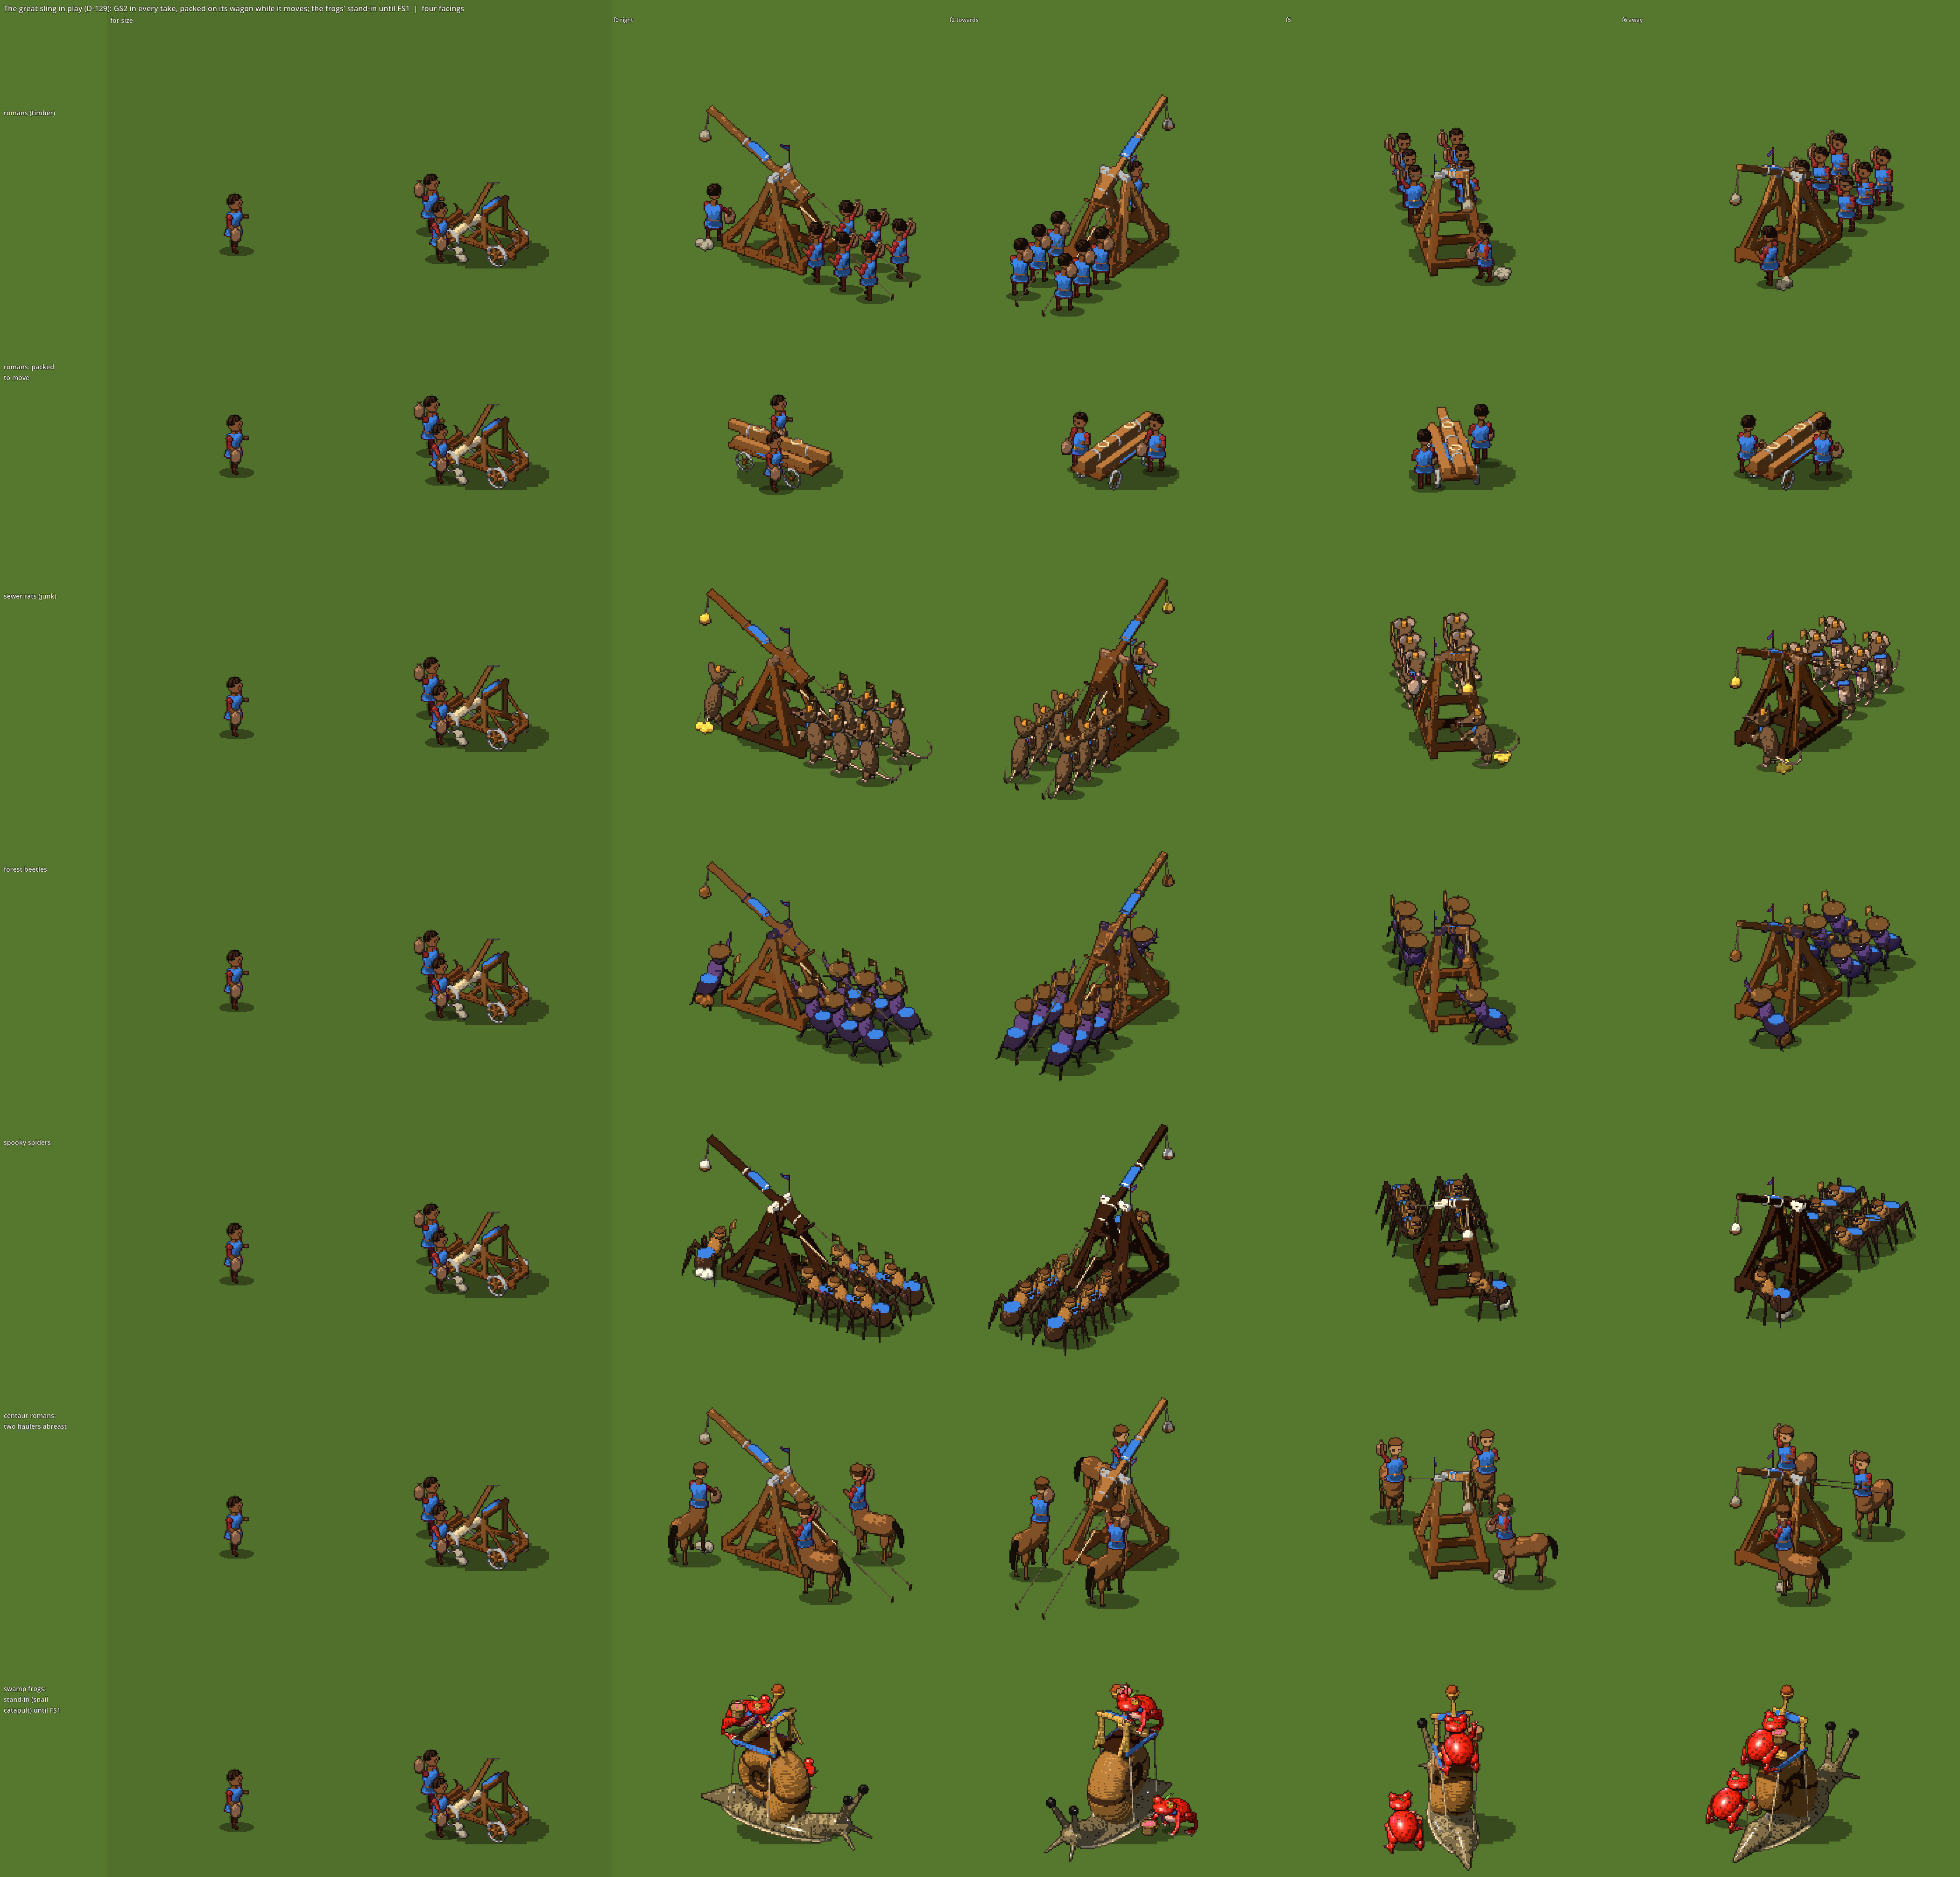 The great sling in play (D-129): GS2 in every take, packed on its wagon while it moves; the frogs' stand-in until FS1 | four facings
for size
f0 right
f2 towards
f5
f6 away
romans (timber)
romans: packed
to move
sewer rats (junk)
forest beetles
spooky spiders
centaur romans:
two haulers abreast
swamp frogs:
stand-in (snail
catapult) until FS1